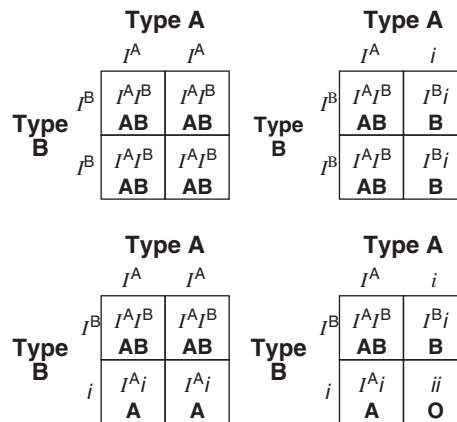 Type A
I^A I^A
I^B I^AI^B I^AI^B
AB AB
Type B
I^B I^AI^B I^AI^B
AB AB
Type A
I^A i
I^B I^AI^B I^Bi
AB B
Type B
I^B I^AI^B I^Bi
AB B
Type A
I^A I^A
I^B I^AI^B I^AI^B
AB AB
Type B
i I^Ai I^Ai
A A
Type A
I^A i
I^B I^AI^B I^Bi
AB B
Type B
i I^Ai ii
A O